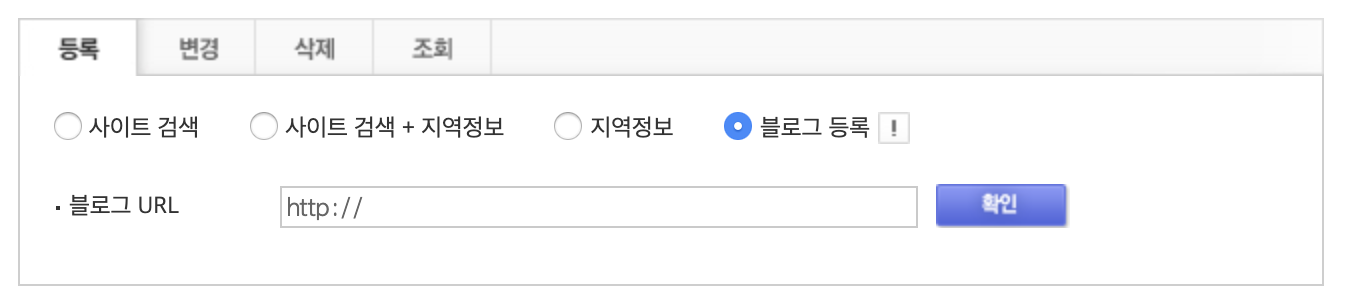 등록 변경 삭제 조회
사이트 검색 사이트 검색 + 지역정보 지역정보 블로그 등록 !
· 블로그 URL http:// 확인